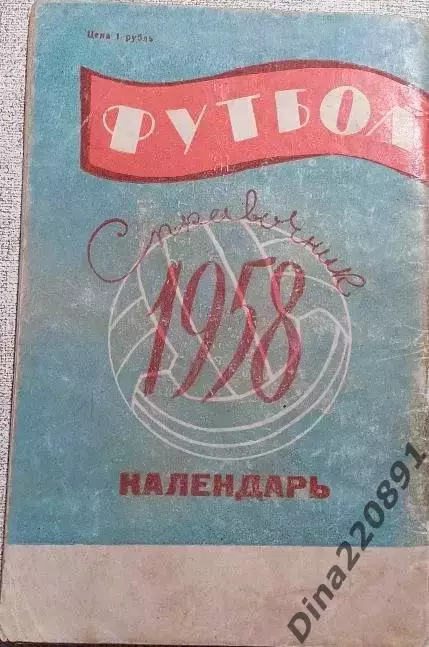 Цена 1 рубль
ФУТБОЛ
Справочник
1958
КАЛЕНДАРЬ
Dina220891